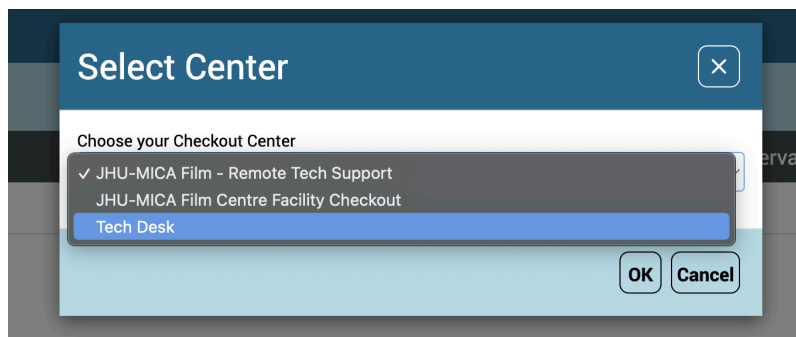 Select Center
Choose your Checkout Center
✓ JHU-MICA Film - Remote Tech Support
erva
JHU-MICA Film Centre Facility Checkout
Tech Desk
OK Cancel